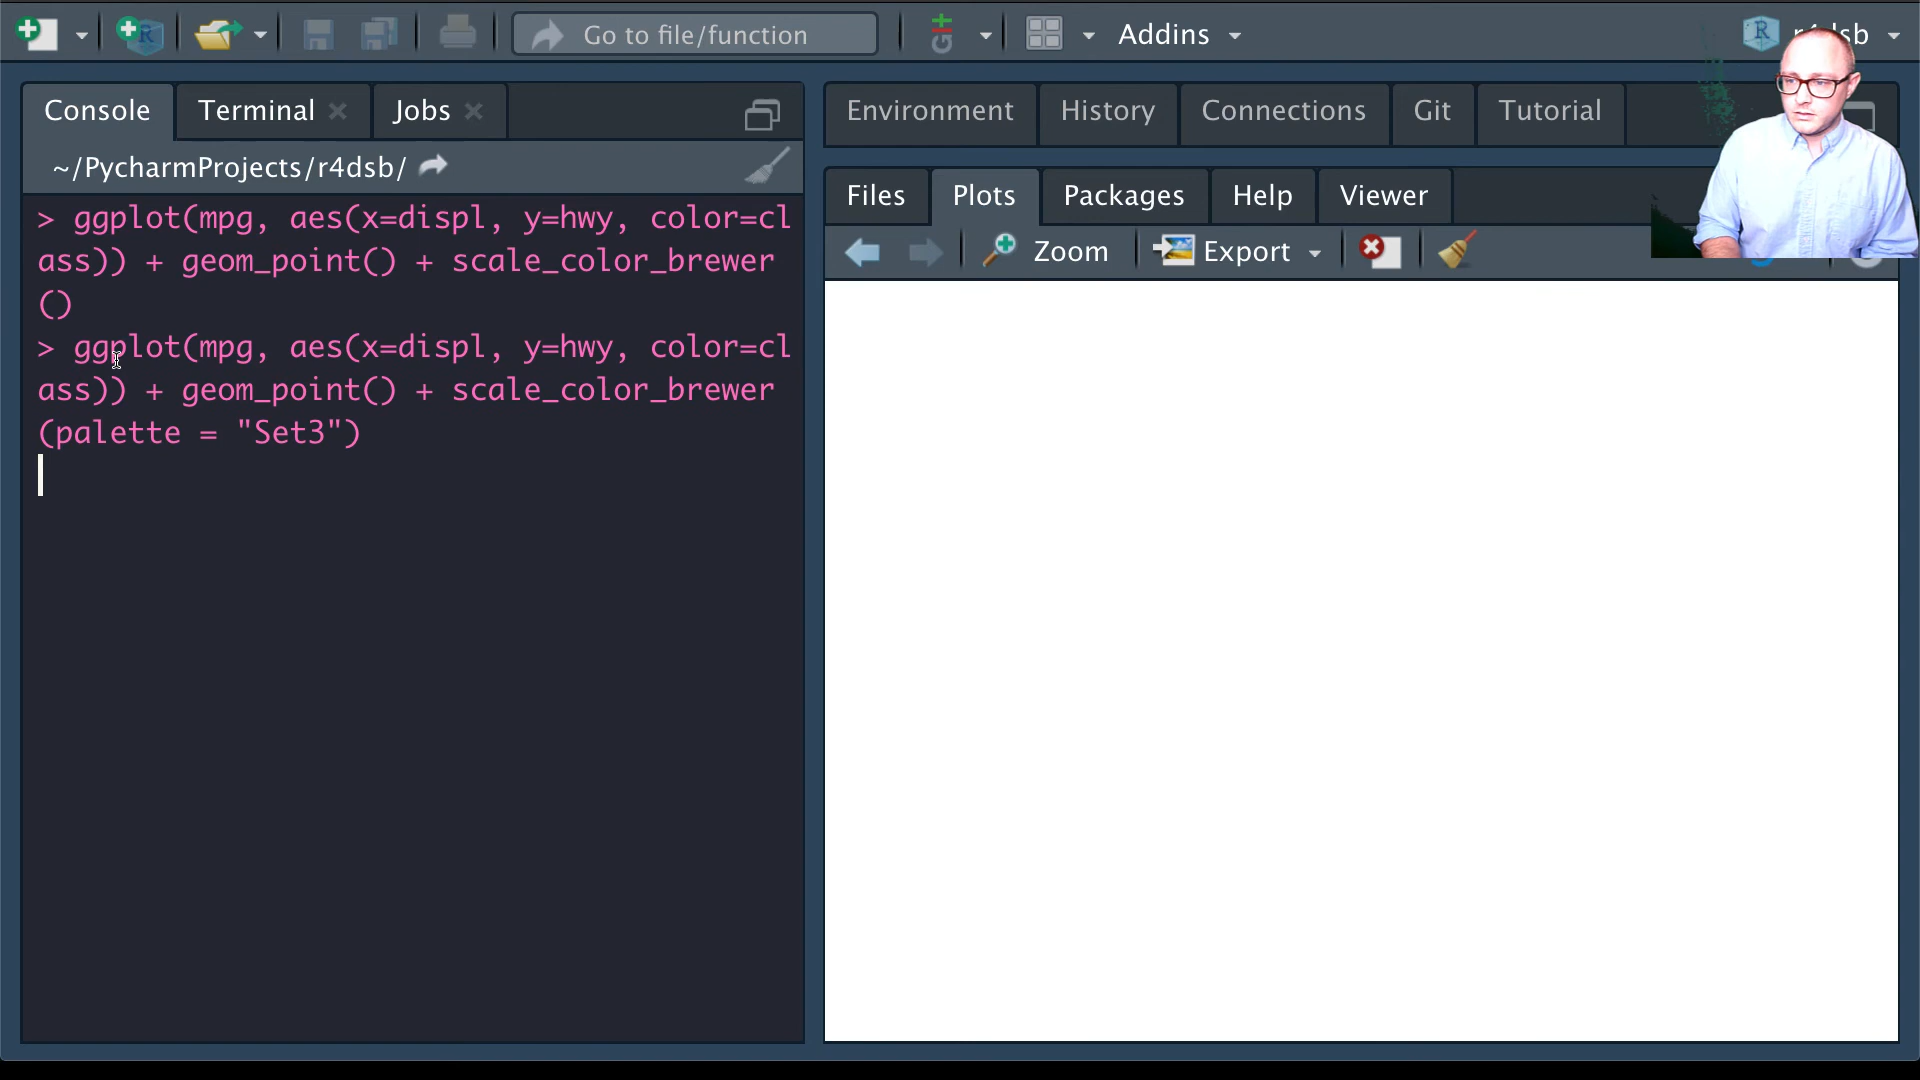 Go to file/function
Addins
Console
Terminal
Jobs
Environment
History
Connections
Git
Tutorial
~/PycharmProjects/r4dsb/
Files
Plots
Packages
Help
Viewer
Zoom
Export
> ggplot(mpg, aes(x=displ, y=hwy, color=cl
ass)) + geom_point() + scale_color_brewer
()
> ggplot(mpg, aes(x=displ, y=hwy, color=cl
ass)) + geom_point() + scale_color_brewer
(palette = "Set3")